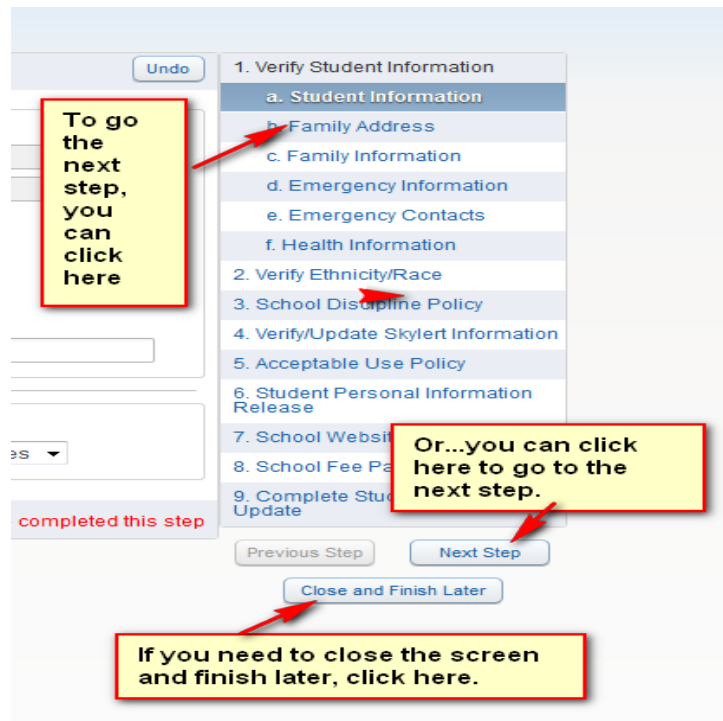 Undo
1. Verify Student Information
a. Student Information
To go
the
next
step,
you
can
click
here
b. Family Address
c. Family Information
d. Emergency Information
e. Emergency Contacts
f. Health Information
2. Verify Ethnicity/Race
3. School Discipline Policy
4. Verify/Update Skylert Information
5. Acceptable Use Policy
6. Student Personal Information
Release
7. School
Or...you can click
here to go to the
next step.
8. School Fee
9. Complete
Update
completed this step
Previous Step
Next Step
Close and Finish Later
If you need to close the screen
and finish later, click here.